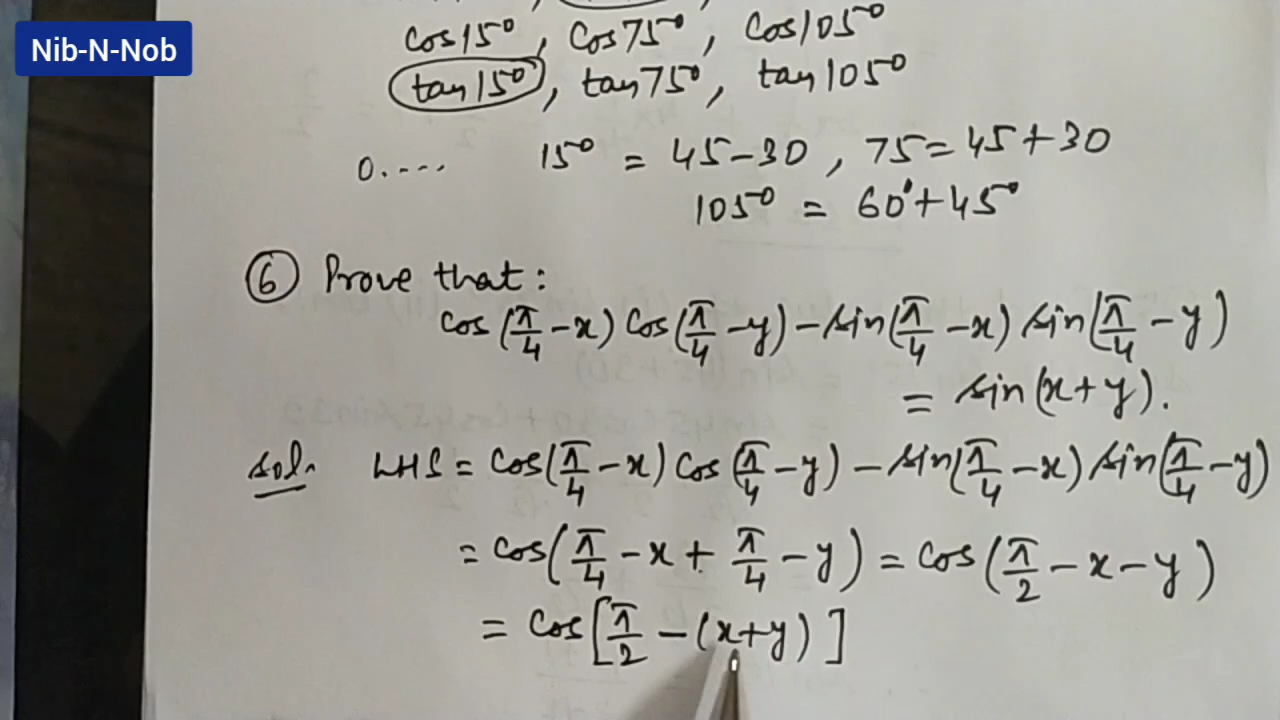 Nib-N-Nob
cos15°, cos75°, cos105°
tan15°, tan75°, tan105°
0.... 15° = 45-30, 75=45+30
105° = 60°+45°
⑥ Prove that:
cos(π/4 -x) cos(π/4 -y) - sin(π/4 -x) sin(π/4 -y)
= sin(x+y).
Soln LHS = cos(π/4 -x) cos(π/4 -y) - sin(π/4 -x) sin(π/4 -y)
= cos(π/4 -x + π/4 -y) = cos(π/2 -x-y)
= cos[π/2 -(x+y)]